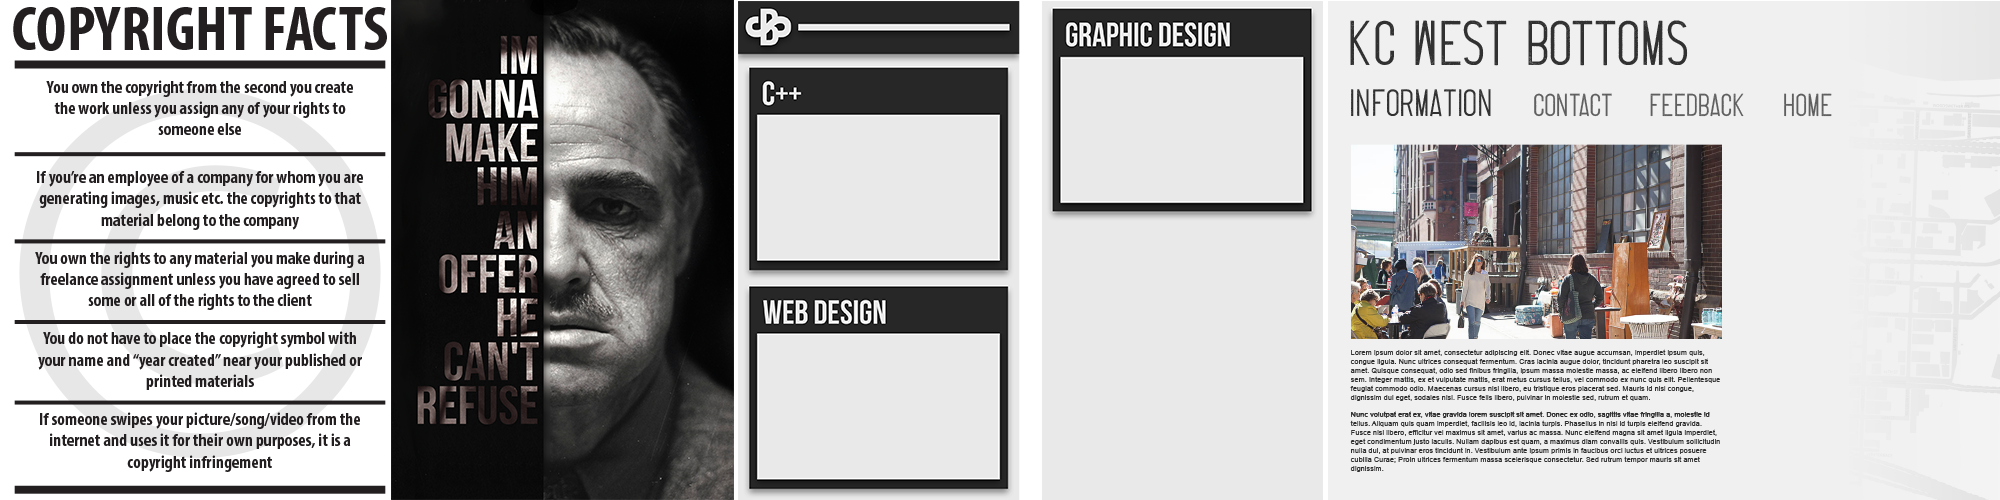 COPYRIGHT FACTS
You own the copyright from the second you create
the work unless you assign any of your rights to
someone else
If you're an employee of a company for whom you are
generating images, music etc. the copyrights to that
material belong to the company
You own the rights to any material you make during a
freelance assignment unless you have agreed to sell
some or all of the rights to the client
You do not have to place the copyright symbol with
your name and “year created” near your published or
printed materials
If someone swipes your picture/song/video from the
internet and uses it for their own purposes, it is a
copyright infringement
IM
GONNA
MAKE
HIM
AN
OFFER
HE
CAN'T
REFUSE
C++
WEB DESIGN
GRAPHIC DESIGN
KC WEST BOTTOMS
INFORMATION CONTACT FEEDBACK HOME
Lorem ipsum dolor sit amet, consectetur adipiscing elit. Donec vitae augue accumsan, imperdiet ipsum quis,
congue ligula. Nunc ultrices consequat fermentum. Cras lacinia augue dolor, tincidunt pharetra leo suscipit sit
amet. Quisque consequat, odio sed finibus fringilla, ipsum massa molestie massa, ac eleifend libero libero non
sem. Integer mattis, ex et vulputate mattis, erat metus cursus tellus, vel commodo ex nunc quis elit. Pellentesque
feugiat commodo odio. Maecenas cursus nisl libero, eu tristique eros placerat sed. Mauris id nisi congue,
dignissim dui eget, sodales nisl. Fusce felis libero, pulvinar in molestie sed, rutrum et quam.
Nunc volutpat erat ex, vitae gravida lorem suscipit sit amet. Donec ex odio, sagittis vitae fringilla a, molestie id
tellus. Aliquam quis quam imperdiet, facilisis leo id, lacinia turpis. Phasellus in nisl id turpis eleifend gravida.
Fusce nisl libero, efficitur vel maximus sit amet, varius ac massa. Nunc eleifend magna sit amet ligula imperdiet,
eget condimentum justo iaculis. Nullam dapibus est quam, a maximus diam convallis quis. Vestibulum sollicitudin
nulla dui, at pulvinar eros tincidunt in. Vestibulum ante ipsum primis in faucibus orci luctus et ultrices posuere
cubilia Curae; Proin ultrices fermentum massa scelerisque consectetur. Sed rutrum tempor mauris sit amet
dignissim.